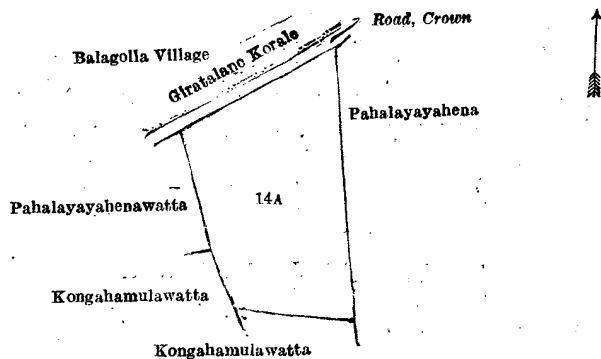 Road, Crown
Balagolla Village
Giratalane Korale
Pahalayayahena
Pahalayayahenawatta
14A
Kongahamulawatta
Kongahamulawatta